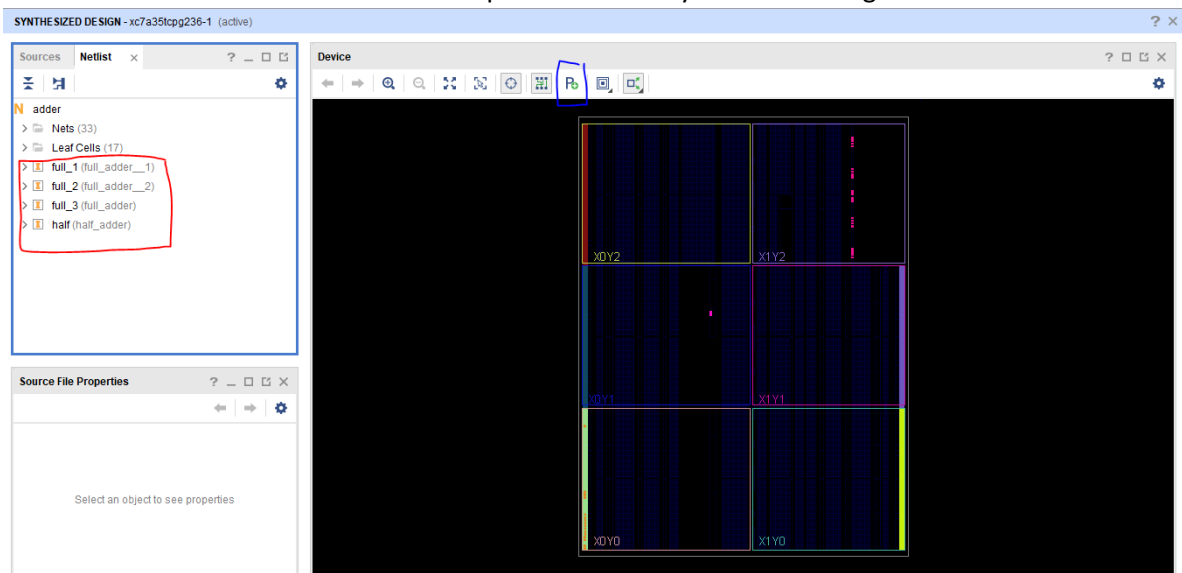 SYNTHESIZED DESIGN - xc7a35tcpg236-1 (active)
Sources Netlist
Device
N adder
Nets (33)
Leaf Cells (17)
full_1 (full_adder__1)
full_2 (full_adder__2)
full_3 (full_adder)
half (half_adder)
X0Y2
X1Y2
X0Y1
X1Y1
X0Y0
X1Y0
Source File Properties
Select an object to see properties